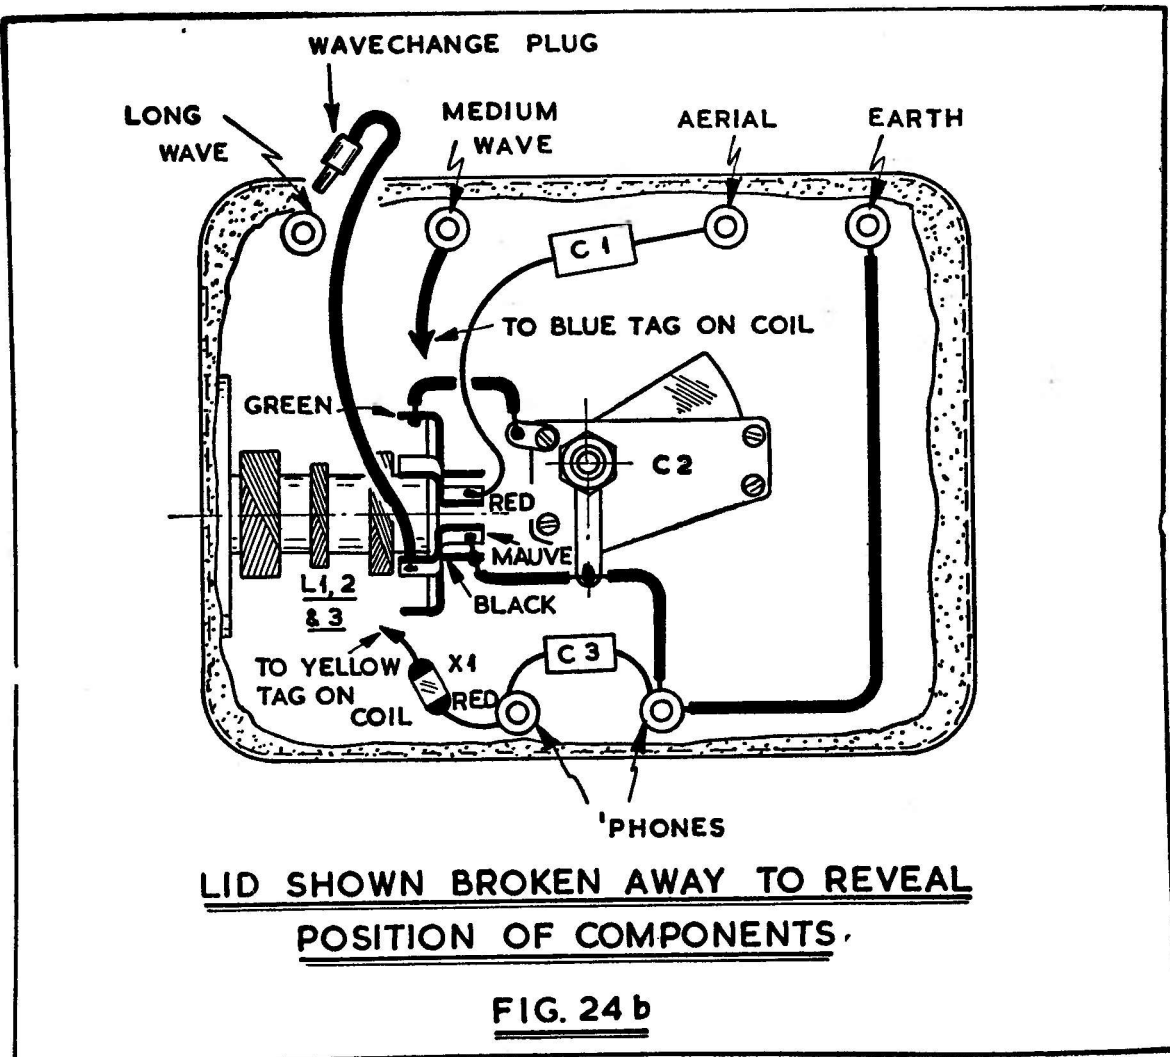 WAVECHANGE PLUG
LONG
WAVE
MEDIUM
WAVE
AERIAL
EARTH
C 1
TO BLUE TAG ON COIL
GREEN
C 2
RED
MAUVE
L1, 2
& 3
BLACK
TO YELLOW
TAG ON
COIL
X1
RED
C 3
'PHONES
LID SHOWN BROKEN AWAY TO REVEAL
POSITION OF COMPONENTS.
FIG. 24 b